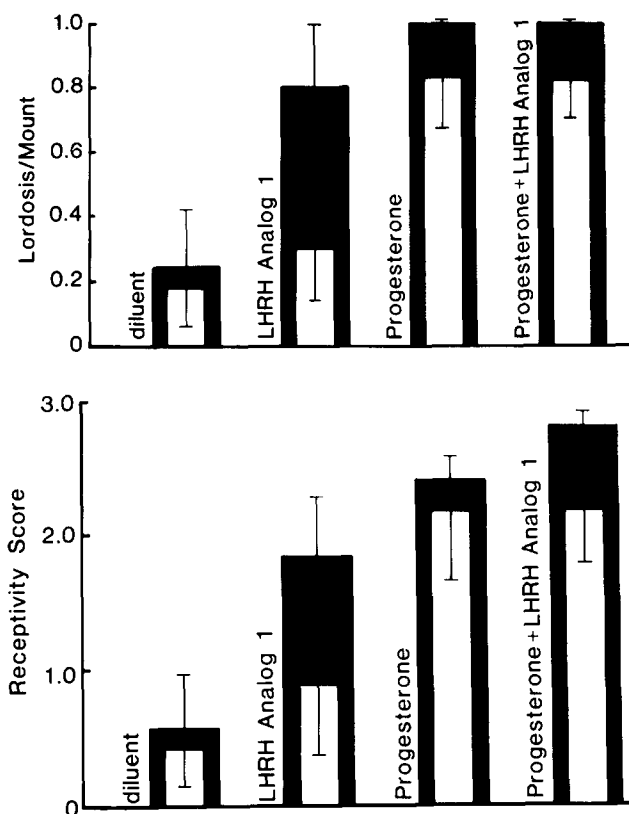 Lordosis/Mount
1.0
0.8
0.6
0.4
0.2
0
diluent
LHRH Analog 1
Progesterone
Progesterone+LHRH Analog 1
Receptivity Score
3.0
2.0
1.0
0
diluent
LHRH Analog 1
Progesterone
Progesterone+LHRH Analog 1